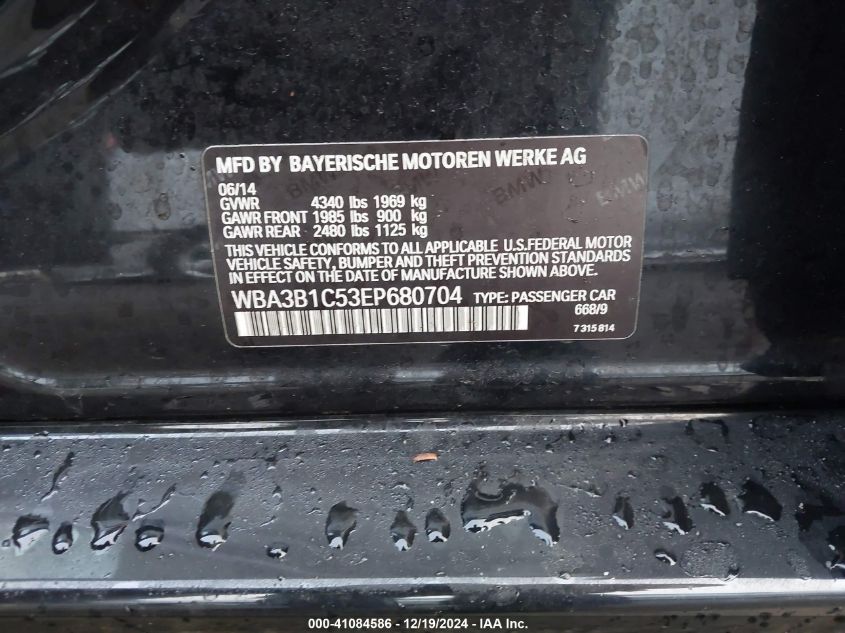 MFD BY BAYERISCHE MOTOREN WERKE AG
06/14
GVWR 4340 lbs 1969 kg
GAWR FRONT 1985 lbs 900 kg
GAWR REAR 2480 lbs 1125 kg
THIS VEHICLE CONFORMS TO ALL APPLICABLE U.S.FEDERAL MOTOR
VEHICLE SAFETY, BUMPER AND THEFT PREVENTION STANDARDS
IN EFFECT ON THE DATE OF MANUFACTURE SHOWN ABOVE.
WBA3B1C53EP680704 TYPE: PASSENGER CAR
668/9
7 315 814
BMW
BMW
000-41084586 - 12/19/2024 - IAA Inc.